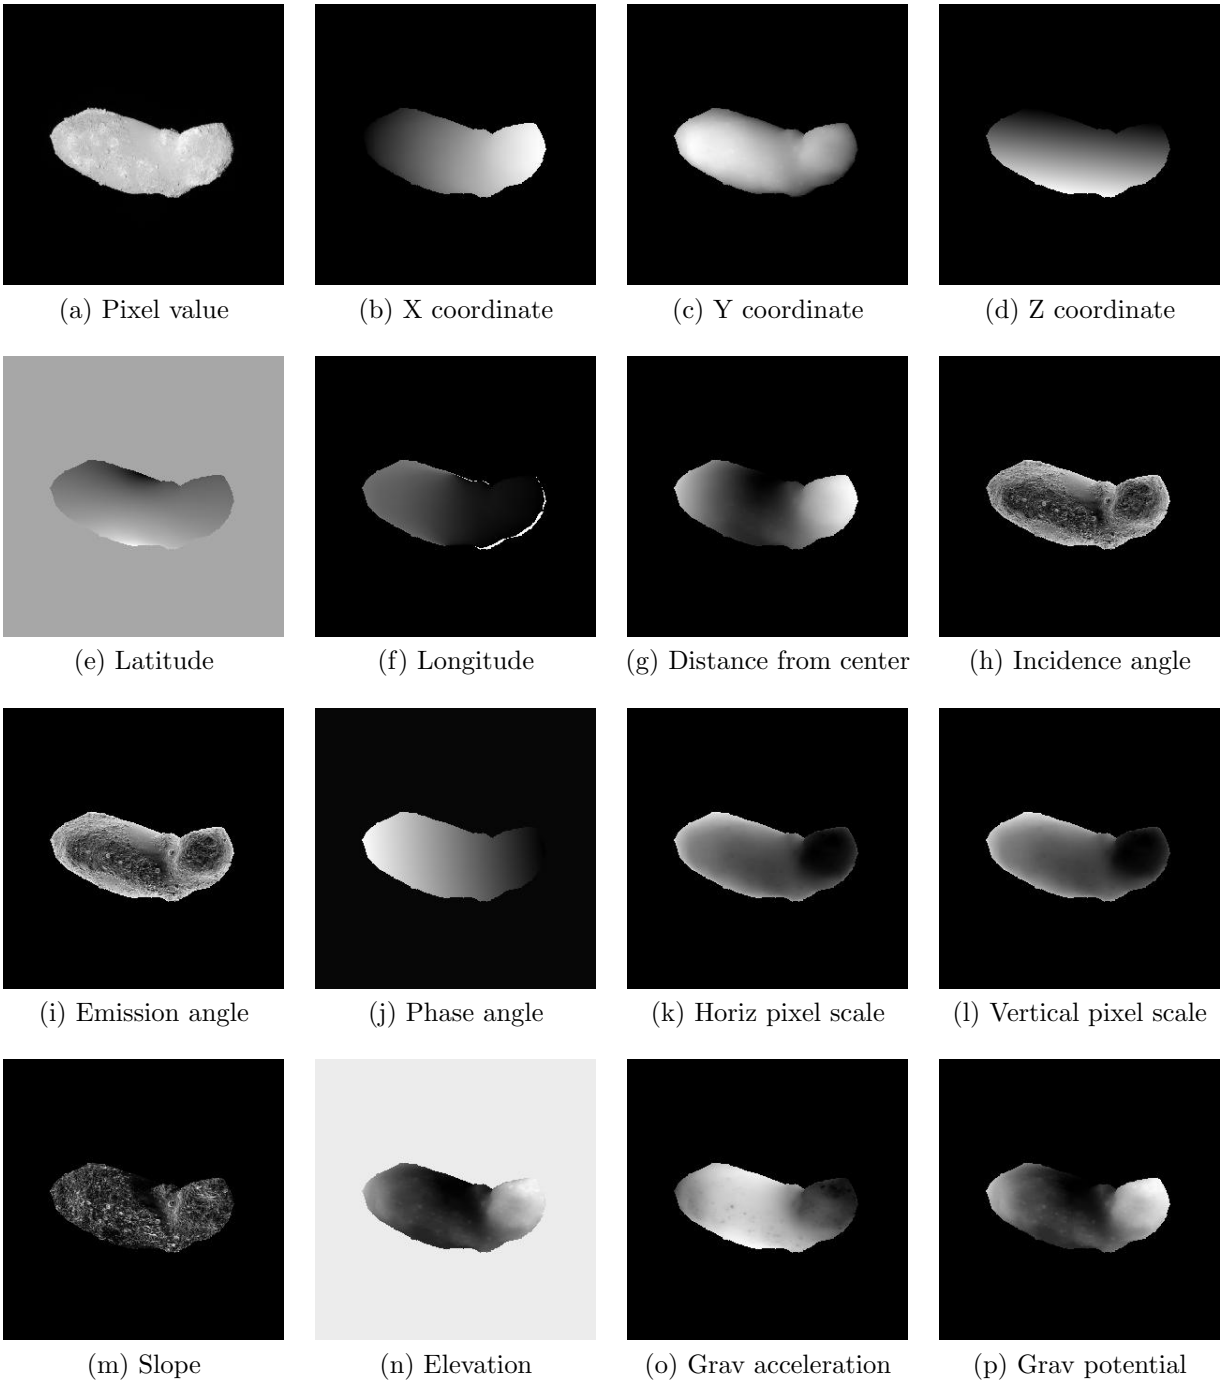 (a) Pixel value
(b) X coordinate
(c) Y coordinate
(d) Z coordinate
(e) Latitude
(f) Longitude
(g) Distance from center
(h) Incidence angle
(i) Emission angle
(j) Phase angle
(k) Horiz pixel scale
(l) Vertical pixel scale
(m) Slope
(n) Elevation
(o) Grav acceleration
(p) Grav potential